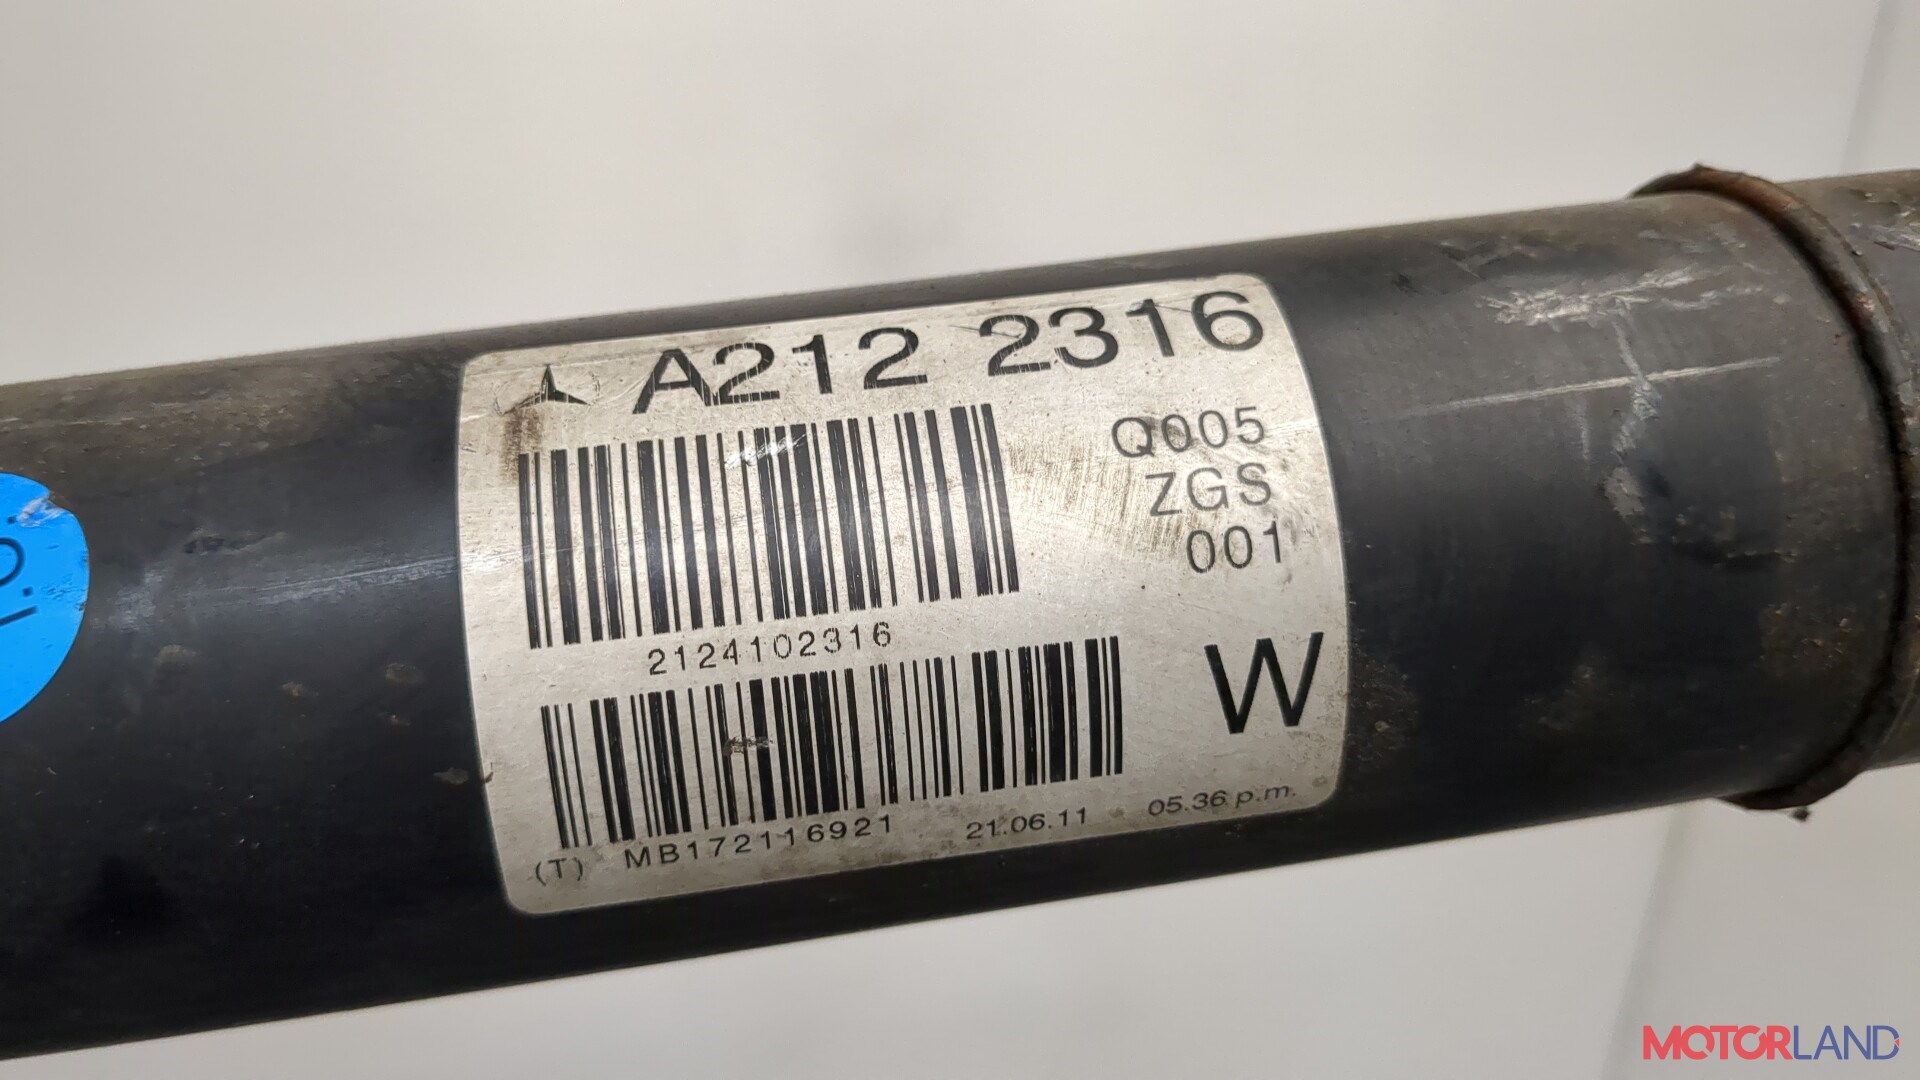 A212 2316
Q005
ZGS
001
2124102316
W
(T) MB172116921 21.06.11 05.36 p.m.
MOTORLAND